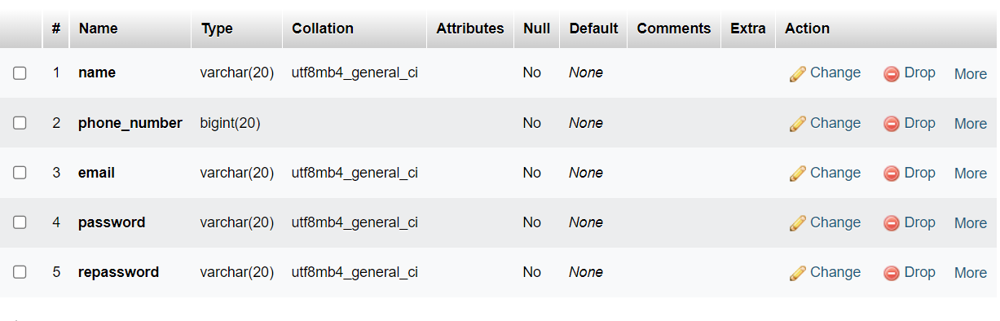 # Name Type Collation Attributes Null Default Comments Extra Action
1 name varchar(20) utf8mb4_general_ci No None Change Drop More
2 phone_number bigint(20) No None Change Drop More
3 email varchar(20) utf8mb4_general_ci No None Change Drop More
4 password varchar(20) utf8mb4_general_ci No None Change Drop More
5 repassword varchar(20) utf8mb4_general_ci No None Change Drop More